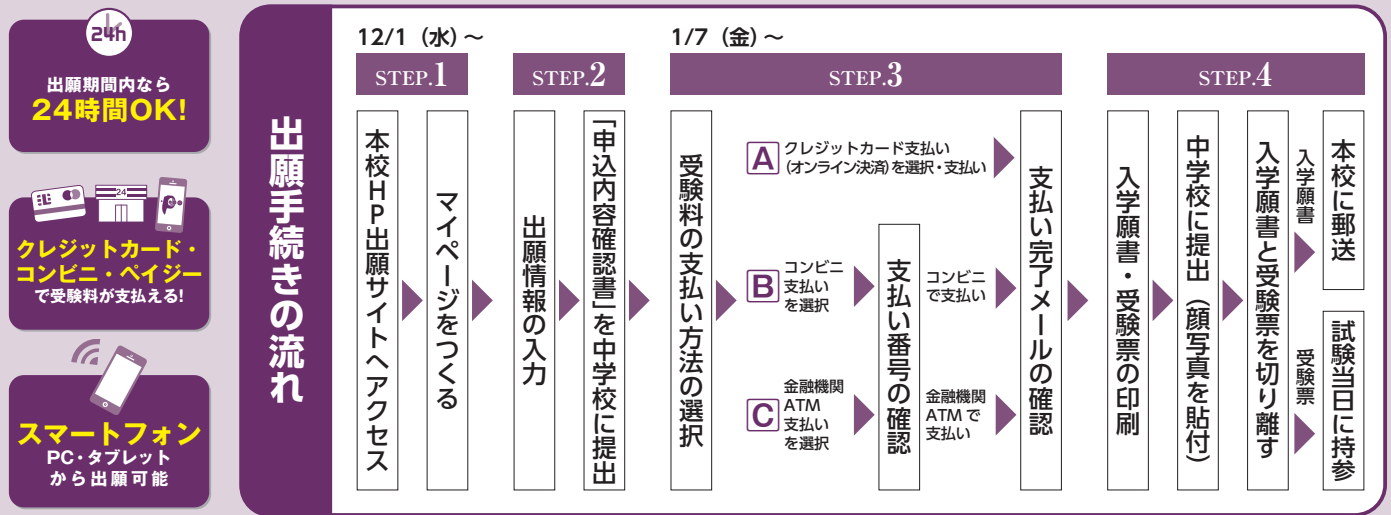 24h
出願期間内なら
24時間OK!
24
クレジットカード・
コンビニ・ペイジー
で受験料が支払える!
スマートフォン
PC・タブレット
から出願可能
出願手続きの流れ
12/1（水）～
STEP.1
本校HP出願サイトへアクセス
マイページをつくる
STEP.2
出願情報の入力
「申込内容確認書」を中学校に提出
1/7（金）～
STEP.3
受験料の支払い方法の選択
A
クレジットカード支払い
(オンライン決済)を選択・支払い
B
コンビニ
支払い
を選択
C
金融機関
ATM
支払い
を選択
支払い番号の確認
コンビニ
で支払い
金融機関
ATMで
支払い
支払い完了メールの確認
STEP.4
入学願書・受験票の印刷
中学校に提出（顔写真を貼付）
入学願書と受験票を切り離す
入学願書
本校に郵送
受験票
試験当日に持参